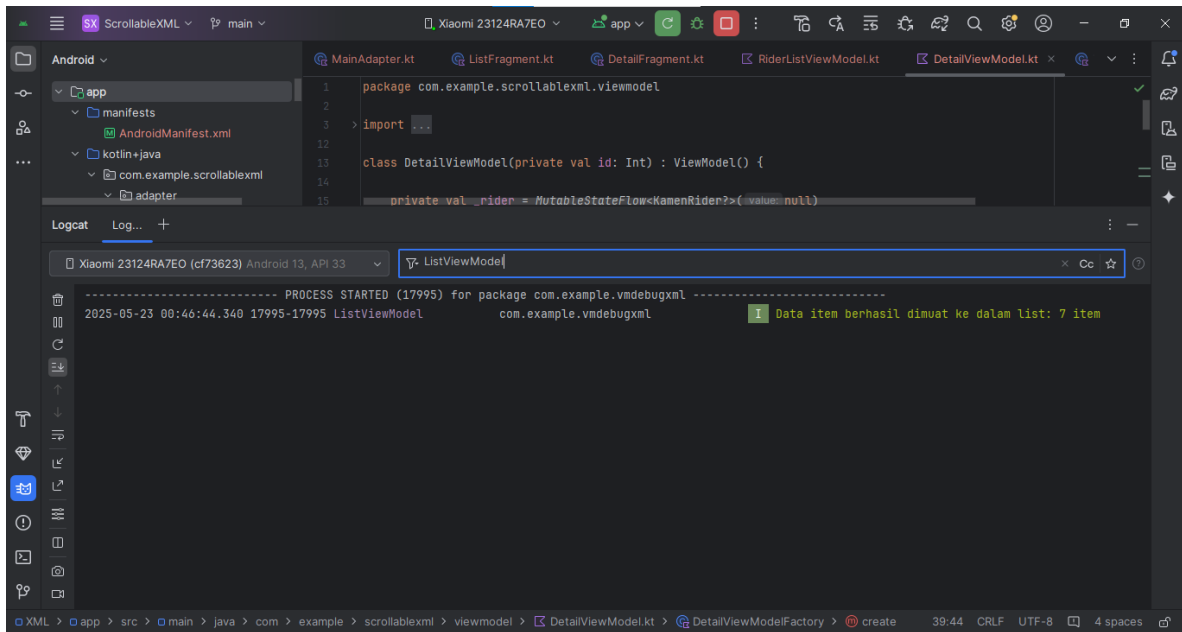 SX ScrollableXML main Xiaomi 23124RA7EO app
Android
MainAdapter.kt ListFragment.kt DetailFragment.kt RiderListViewModel.kt DetailViewModel.kt
app
manifests
AndroidManifest.xml
kotlin+java
com.example.scrollablexml
adapter
1 package com.example.scrollablexml.viewmodel
2
3 import ...
12
13 class DetailViewModel(private val id: Int) : ViewModel() {
14
15 private val _rider = MutableStateFlow<KamenRider?>( value: null)
Logcat Log...
Xiaomi 23124RA7EO (cf73623) Android 13, API 33 ListViewModel Cc
---------------------------- PROCESS STARTED (17995) for package com.example.vmdebugxml ----------------------------
2025-05-23 00:46:44.340 17995-17995 ListViewModel com.example.vmdebugxml I Data item berhasil dimuat ke dalam list: 7 item
XML > app > src > main > java > com > example > scrollablexml > viewmodel > DetailViewModel.kt > DetailViewModelFactory > create 39:44 CRLF UTF-8 4 spaces